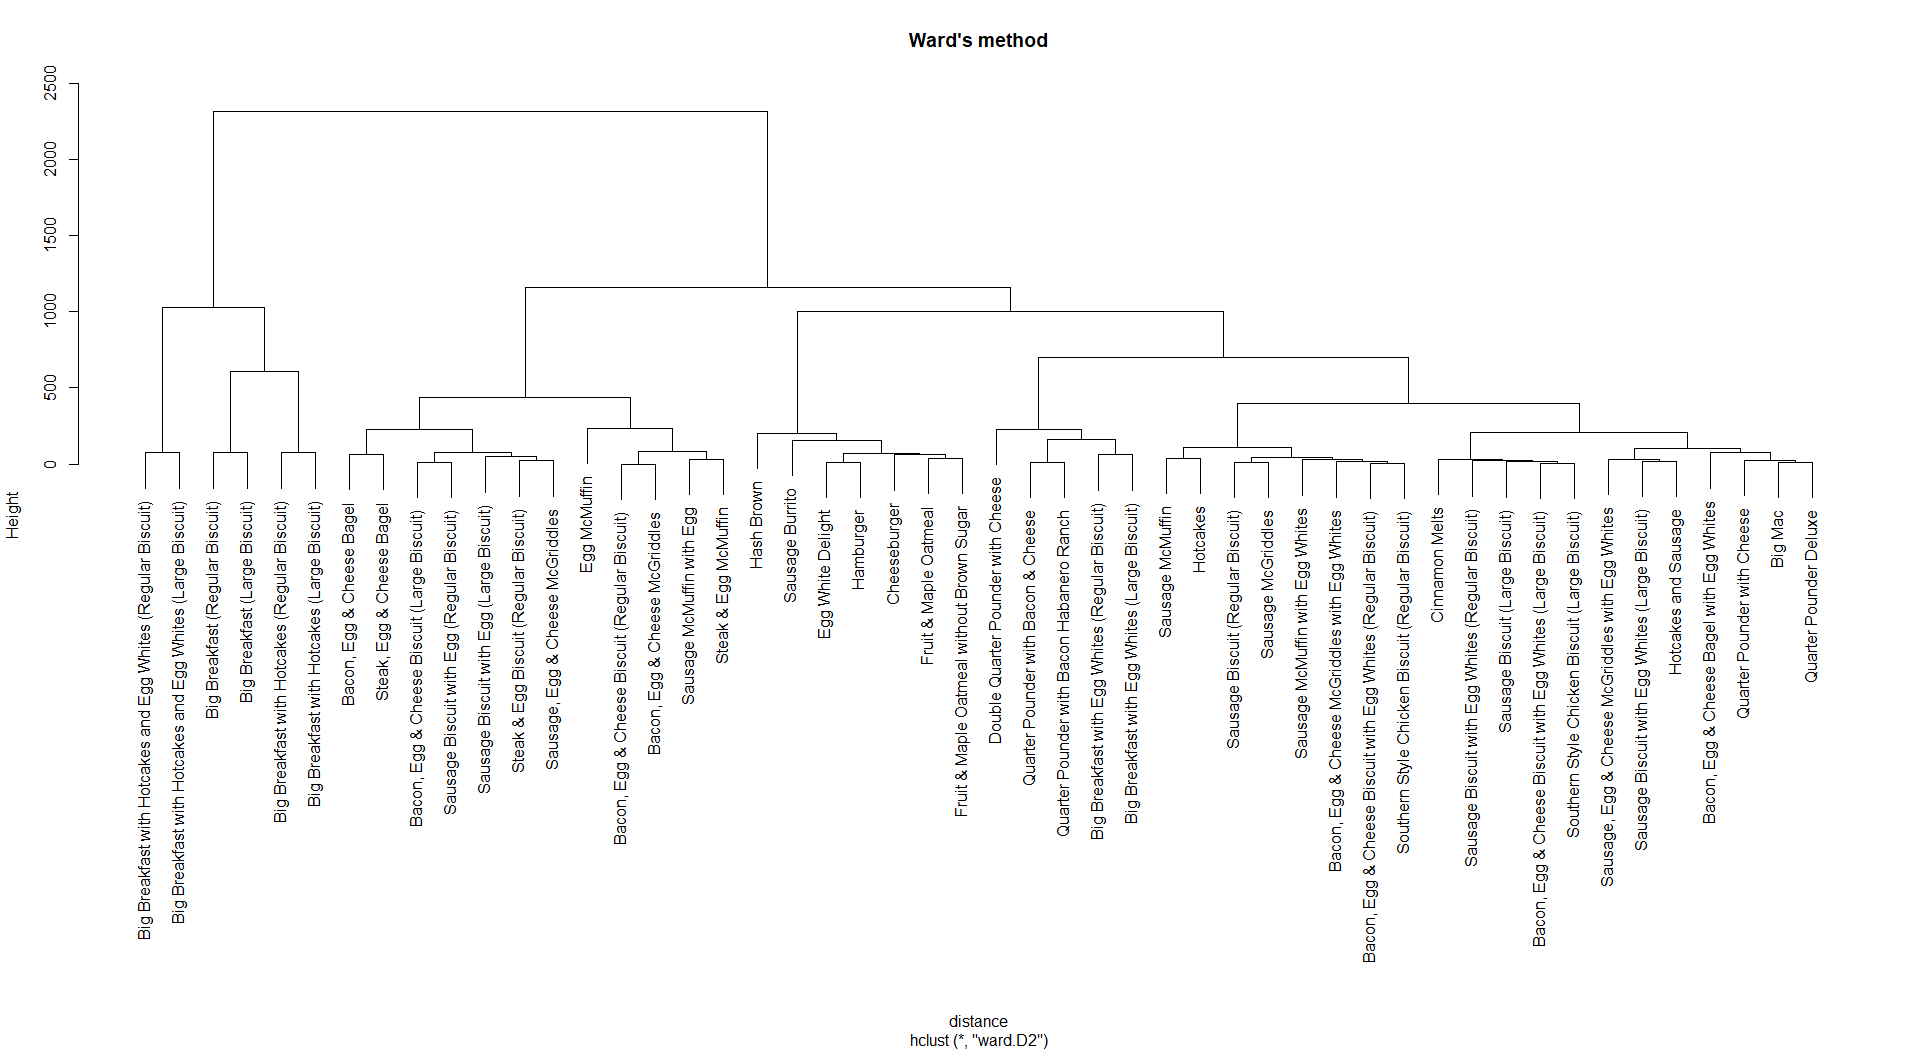 Ward's method
2500
2000
1500
1000
500
0
Height
Big Breakfast with Hotcakes and Egg Whites (Regular Biscuit)
Big Breakfast with Hotcakes and Egg Whites (Large Biscuit)
Big Breakfast (Regular Biscuit)
Big Breakfast (Large Biscuit)
Big Breakfast with Hotcakes (Regular Biscuit)
Big Breakfast with Hotcakes (Large Biscuit)
Bacon, Egg & Cheese Bagel
Steak, Egg & Cheese Bagel
Bacon, Egg & Cheese Biscuit (Large Biscuit)
Sausage Biscuit with Egg (Regular Biscuit)
Sausage Biscuit with Egg (Large Biscuit)
Steak & Egg Biscuit (Regular Biscuit)
Sausage, Egg & Cheese McGriddles
Egg McMuffin
Bacon, Egg & Cheese Biscuit (Regular Biscuit)
Bacon, Egg & Cheese McGriddles
Sausage McMuffin with Egg
Steak & Egg McMuffin
Hash Brown
Sausage Burrito
Egg White Delight
Hamburger
Cheeseburger
Fruit & Maple Oatmeal
Fruit & Maple Oatmeal without Brown Sugar
Double Quarter Pounder with Cheese
Quarter Pounder with Bacon & Cheese
Quarter Pounder with Bacon Habanero Ranch
Big Breakfast with Egg Whites (Regular Biscuit)
Big Breakfast with Egg Whites (Large Biscuit)
Sausage McMuffin
Hotcakes
Sausage Biscuit (Regular Biscuit)
Sausage McGriddles
Sausage McMuffin with Egg Whites
Bacon, Egg & Cheese McGriddles with Egg Whites
Bacon, Egg & Cheese Biscuit with Egg Whites (Regular Biscuit)
Southern Style Chicken Biscuit (Regular Biscuit)
Cinnamon Melts
Sausage Biscuit with Egg Whites (Regular Biscuit)
Sausage Biscuit (Large Biscuit)
Bacon, Egg & Cheese Biscuit with Egg Whites (Large Biscuit)
Southern Style Chicken Biscuit (Large Biscuit)
Sausage, Egg & Cheese McGriddles with Egg Whites
Sausage Biscuit with Egg Whites (Large Biscuit)
Hotcakes and Sausage
Bacon, Egg & Cheese Bagel with Egg Whites
Quarter Pounder with Cheese
Big Mac
Quarter Pounder Deluxe
distance
hclust (*, "ward.D2")